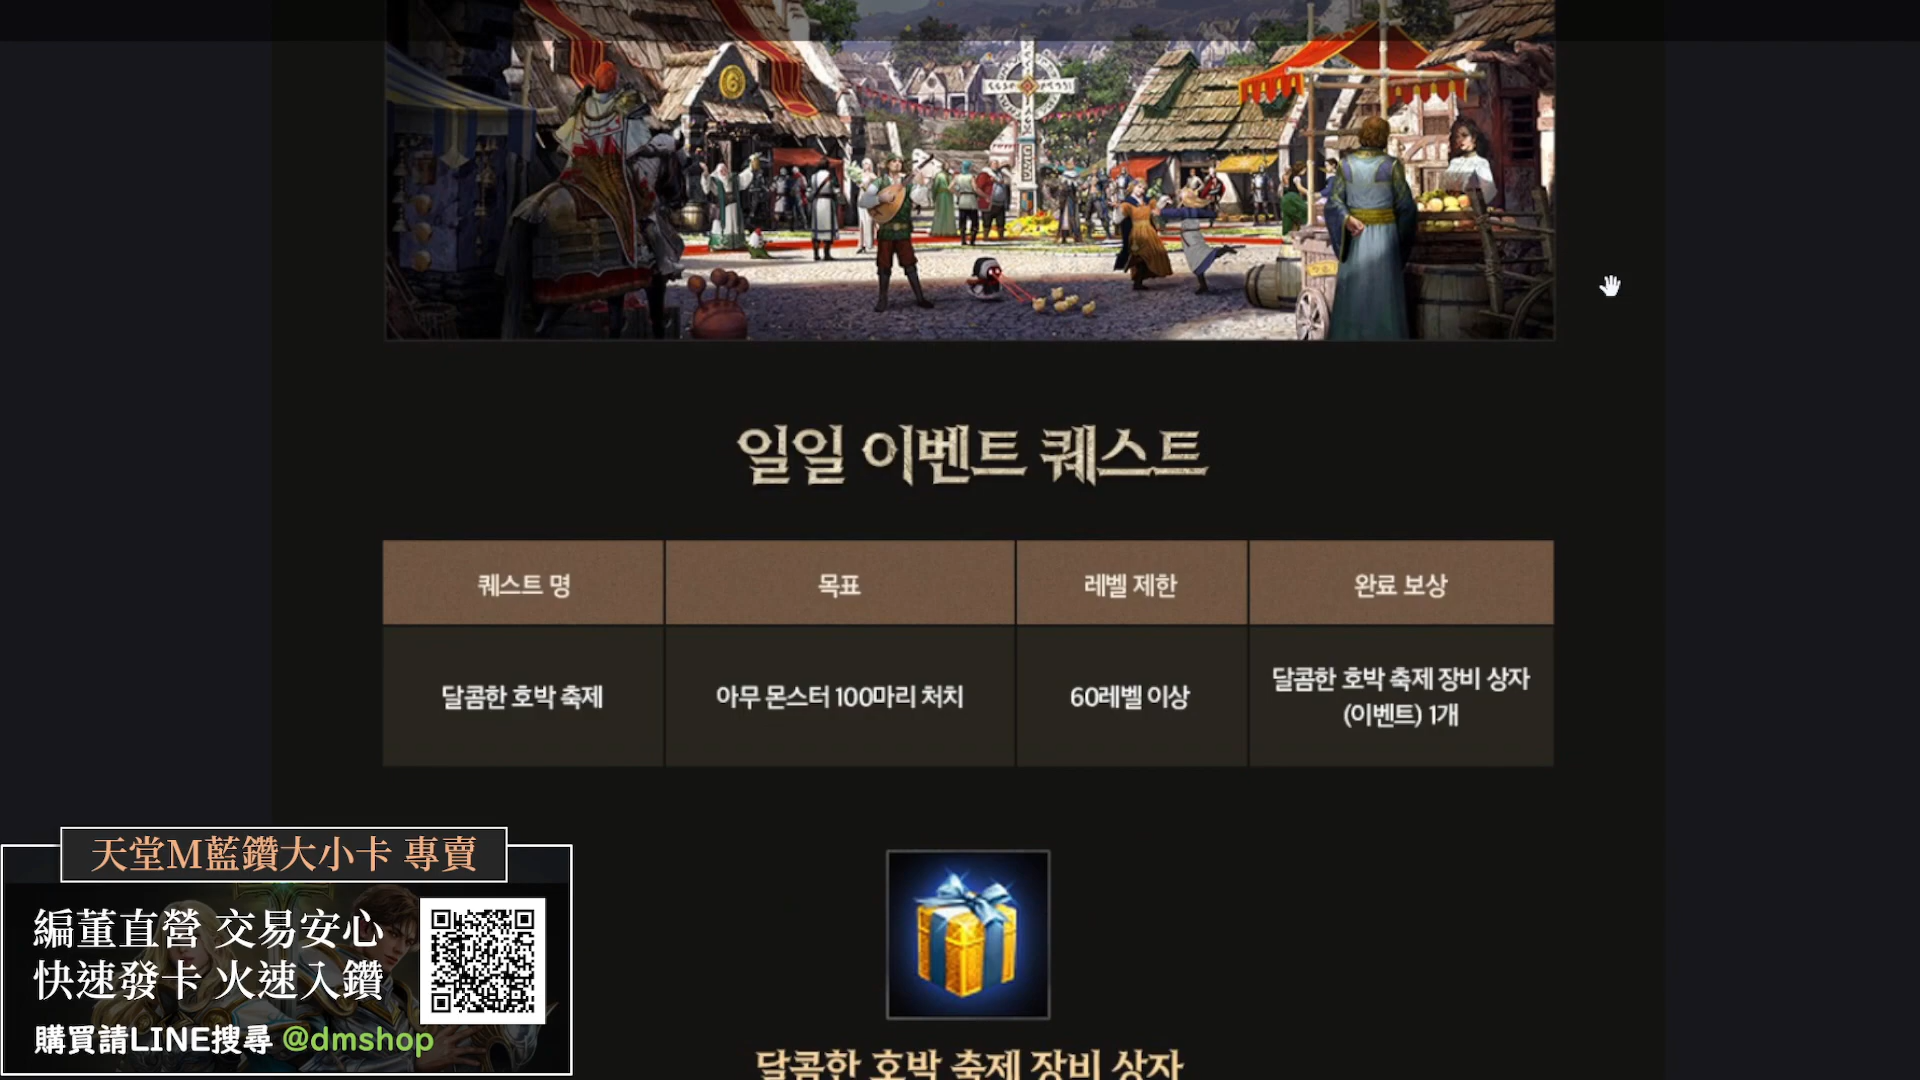 일일 이벤트 퀘스트
퀘스트 명
목표
레벨 제한
완료 보상
달콤한 호박 축제
아무 몬스터 100마리 처치
60레벨 이상
달콤한 호박 축제 장비 상자
(이벤트) 1개
달콤한 호박 축제 장비 상자
天堂M藍鑽大小卡 專賣
編董直營 交易安心
快速發卡 火速入鑽
購買請LINE搜尋 @dmshop